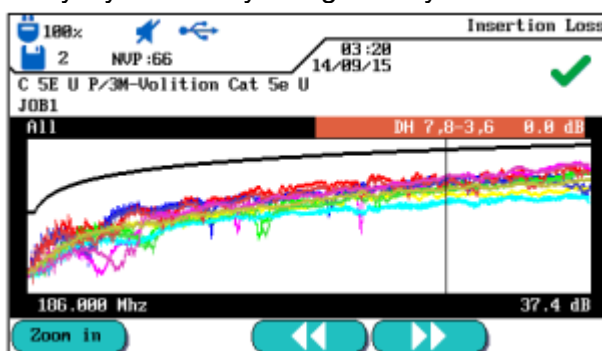 100%
Insertion Loss
2
NVP:66
03:20
14/09/15
C 5E U P/3M-Volition Cat 5e U
JOB1
All
DH 7,8-3,6 0.0 dB
186.000 Mhz
37.4 dB
Zoom in